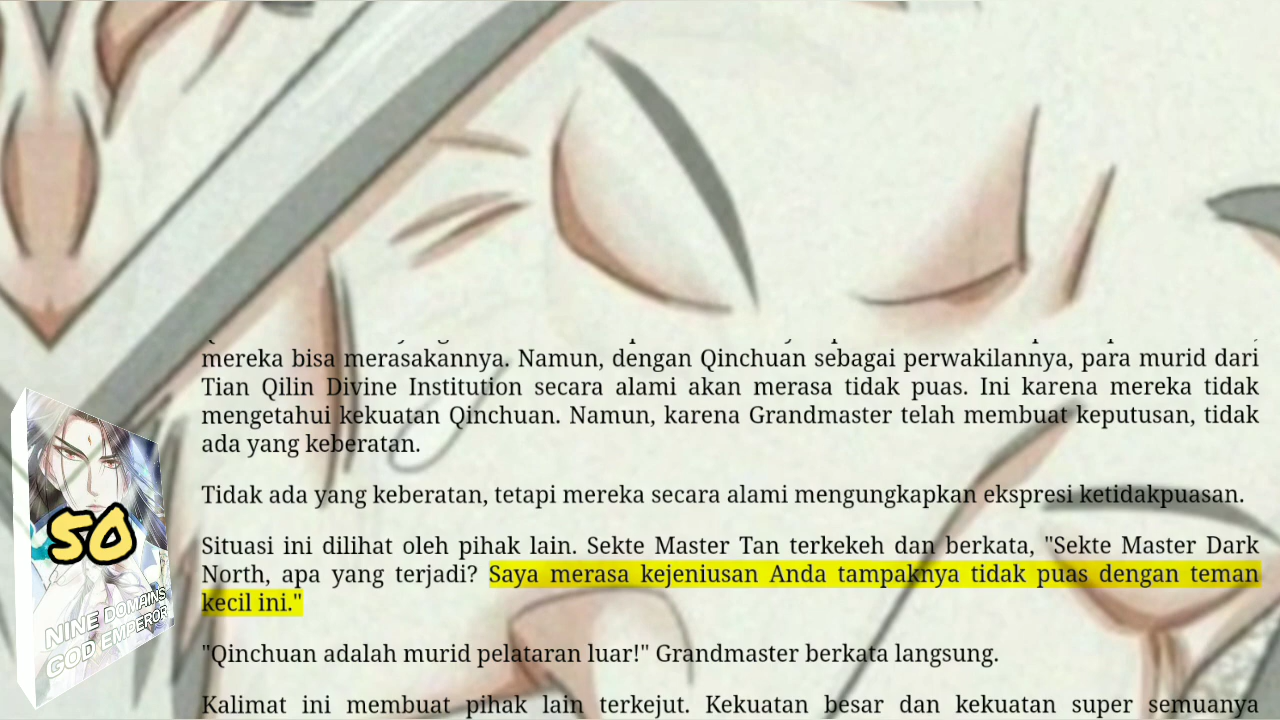 mereka bisa merasakannya. Namun, dengan Qinchuan sebagai perwakilannya, para murid dari
Tian Qilin Divine Institution secara alami akan merasa tidak puas. Ini karena mereka tidak
mengetahui kekuatan Qinchuan. Namun, karena Grandmaster telah membuat keputusan, tidak
ada yang keberatan.
Tidak ada yang keberatan, tetapi mereka secara alami mengungkapkan ekspresi ketidakpuasan.
Situasi ini dilihat oleh pihak lain. Sekte Master Tan terkekeh dan berkata, "Sekte Master Dark
North, apa yang terjadi? Saya merasa kejeniusan Anda tampaknya tidak puas dengan teman
kecil ini."
"Qinchuan adalah murid pelataran luar!" Grandmaster berkata langsung.
Kalimat ini membuat pihak lain terkejut. Kekuatan besar dan kekuatan super semuanya
50
NINE DOMAINS
GOD EMPEROR